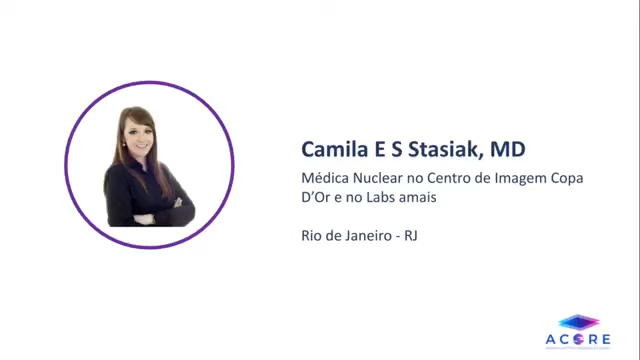 Camila E S Stasiak, MD
Médica Nuclear no Centro de Imagem Copa
D’Or e no Labs amais
Rio de Janeiro - RJ
ACORE